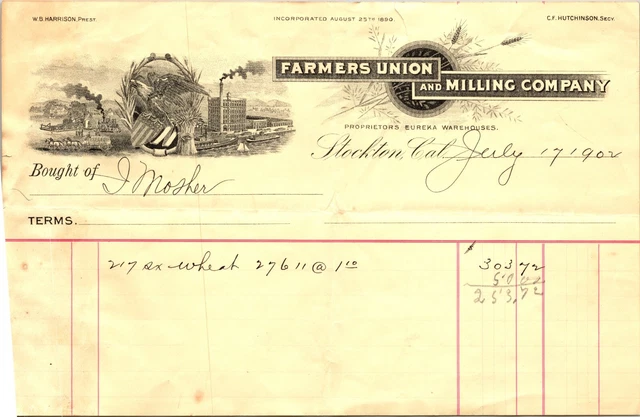 W.B. HARRISON, PREST.
INCORPORATED AUGUST 25TH 1890.
C.F. HUTCHINSON, SECY.
FARMERS UNION
AND MILLING COMPANY
PROPRIETORS EUREKA WAREHOUSES.
Stockton, Cal. July 17 1902
Bought of I Mosher
TERMS.
217 sx wheat 27611 @ 1 10 303 72
50 00
253,72